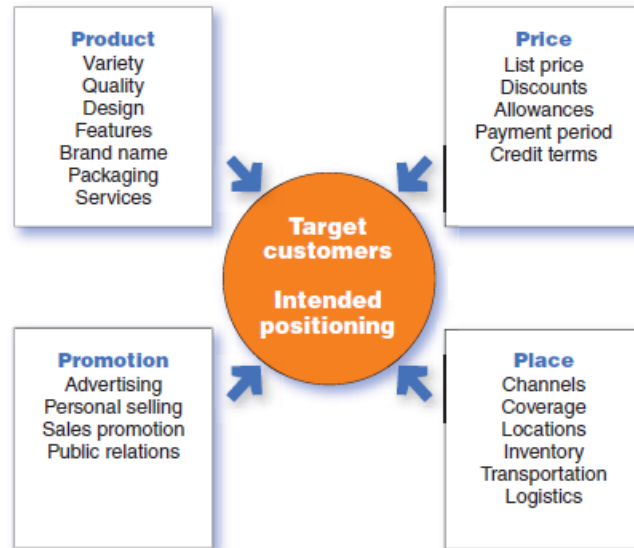 Product
Variety
Quality
Design
Features
Brand name
Packaging
Services
Price
List price
Discounts
Allowances
Payment period
Credit terms
Target
customers
Intended
positioning
Promotion
Advertising
Personal selling
Sales promotion
Public relations
Place
Channels
Coverage
Locations
Inventory
Transportation
Logistics